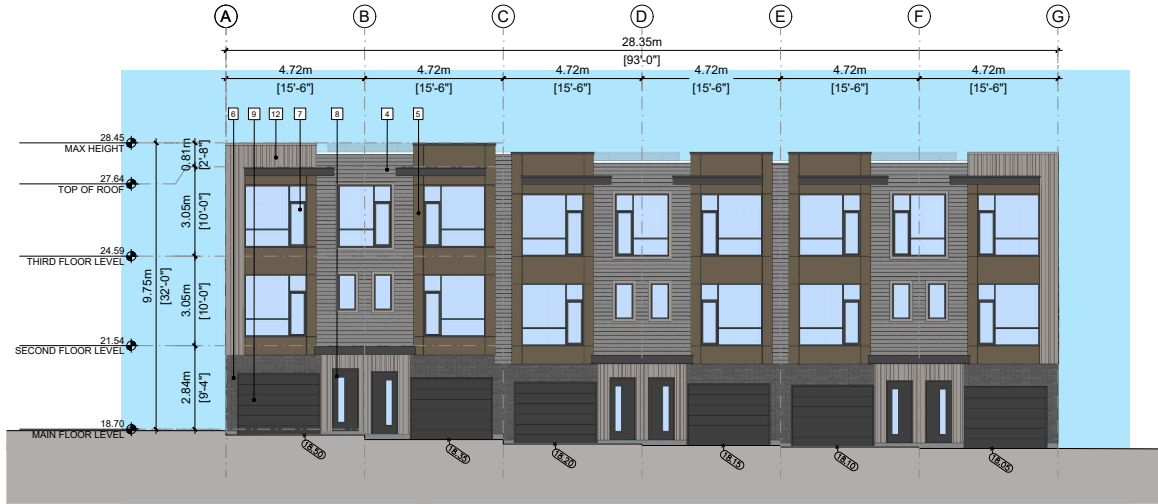 A B C D E F G
28.35m
[93'-0"]
4.72m 4.72m 4.72m 4.72m 4.72m 4.72m
[15'-6"] [15'-6"] [15'-6"] [15'-6"] [15'-6"] [15'-6"]
6 9 12 7 8 4 5
28.45
MAX HEIGHT
0.81m
[2'-8"]
27.64
TOP OF ROOF
3.05m
[10'-0"]
24.59
THIRD FLOOR LEVEL
9.75m
[32'-0"]
3.05m
[10'-0"]
21.54
SECOND FLOOR LEVEL
2.84m
[9'-4"]
18.70
MAIN FLOOR LEVEL
18.50 18.35 18.20 18.15 18.10 18.05